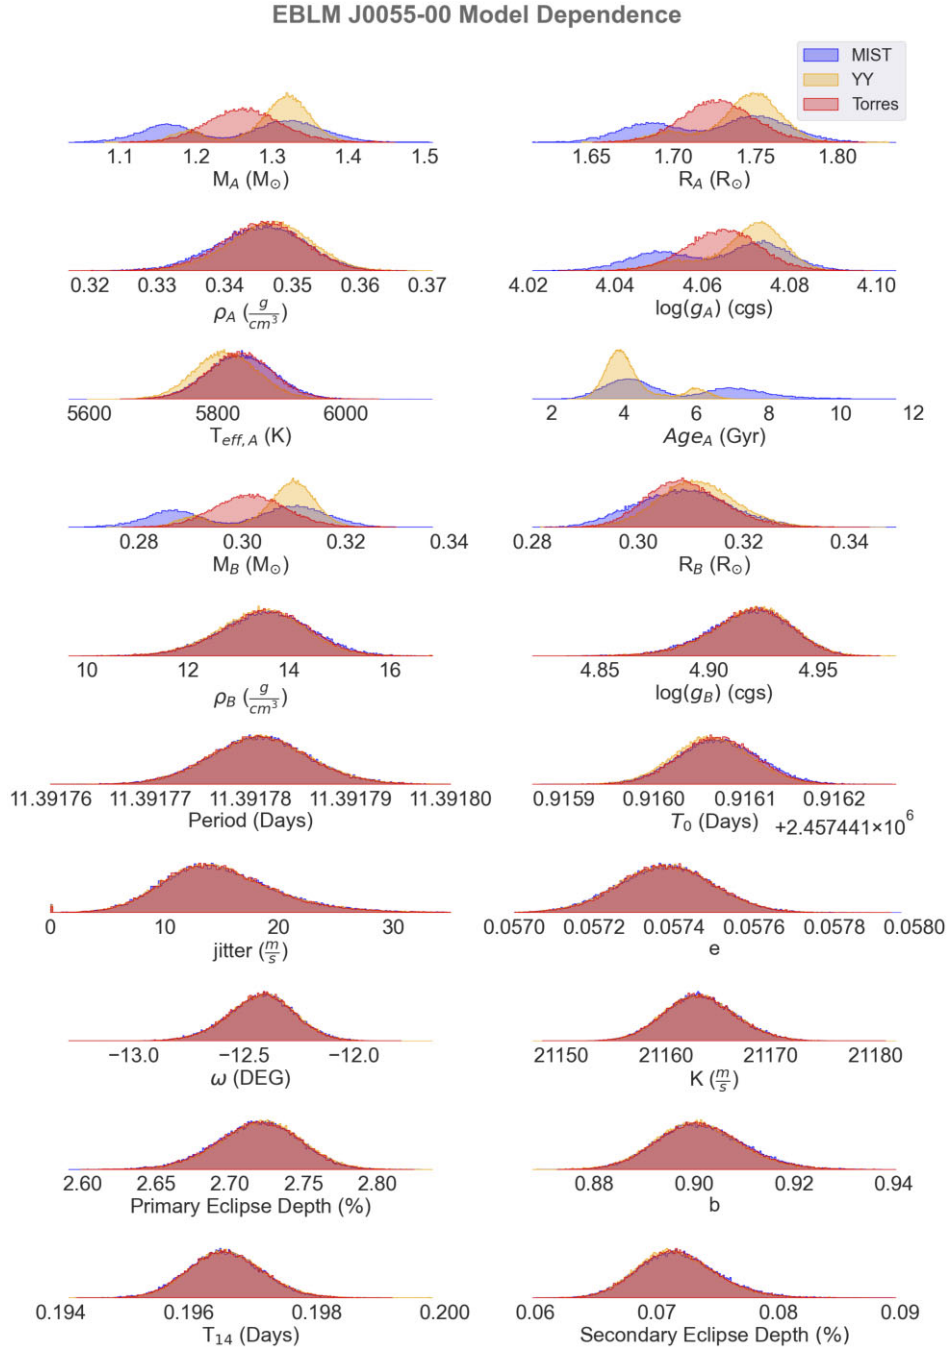 EBLM J0055-00 Model Dependence
MIST
YY
Torres
1.1 1.2 1.3 1.4 1.5
M_A (M_⊙)
1.65 1.70 1.75 1.80
R_A (R_⊙)
0.32 0.33 0.34 0.35 0.36 0.37
ρ_A (g/cm³)
4.02 4.04 4.06 4.08 4.10
log(g_A) (cgs)
5600 5800 6000
T_eff,A (K)
2 4 6 8 10 12
Age_A (Gyr)
0.28 0.30 0.32 0.34
M_B (M_⊙)
0.28 0.30 0.32 0.34
R_B (R_⊙)
10 12 14 16
ρ_B (g/cm³)
4.85 4.90 4.95
log(g_B) (cgs)
11.39176 11.39177 11.39178 11.39179 11.39180
Period (Days)
0.9159 0.9160 0.9161 0.9162
T_0 (Days) +2.457441×10⁶
0 10 20 30
jitter (m/s)
0.0570 0.0572 0.0574 0.0576 0.0578 0.0580
e
−13.0 −12.5 −12.0
ω (DEG)
21150 21160 21170 21180
K (m/s)
2.60 2.65 2.70 2.75 2.80
Primary Eclipse Depth (%)
0.88 0.90 0.92 0.94
b
0.194 0.196 0.198 0.200
T_14 (Days)
0.06 0.07 0.08 0.09
Secondary Eclipse Depth (%)